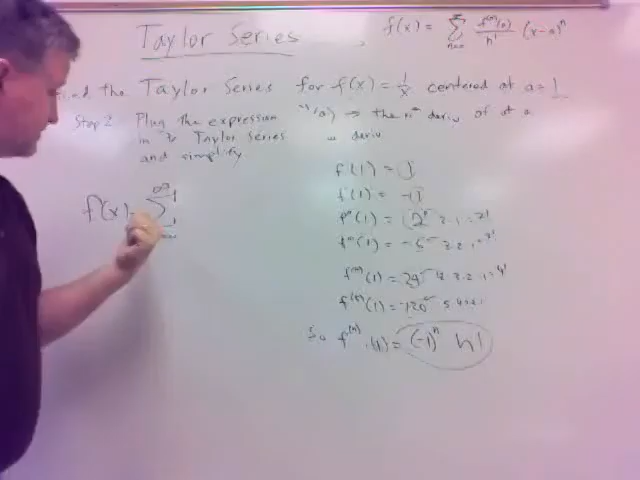 Taylor Series
f(x) = ∑ n=0 ∞ f⁽ⁿ⁾(a) / n! (x-a)ⁿ
Find the Taylor Series for f(x) = 1/x centered at a = 1
Step 2 Plug the expression
in Taylor Series
and simplify
⁽ⁿ⁾(a) ⇒ the nᵗʰ deriv of at a
deriv
f(x) = ∑ ∞
f(1) = 1
f'(1) = -1
f''(1) = 2 2·1 = 2!
f'''(1) = -6 3·2·1 = 3!
f⁽⁴⁾(1) = 24 4·3·2·1 = 4!
f⁽⁵⁾(1) = -120 5·4·3·2·1
So f⁽ⁿ⁾(1) = (-1)ⁿ n!